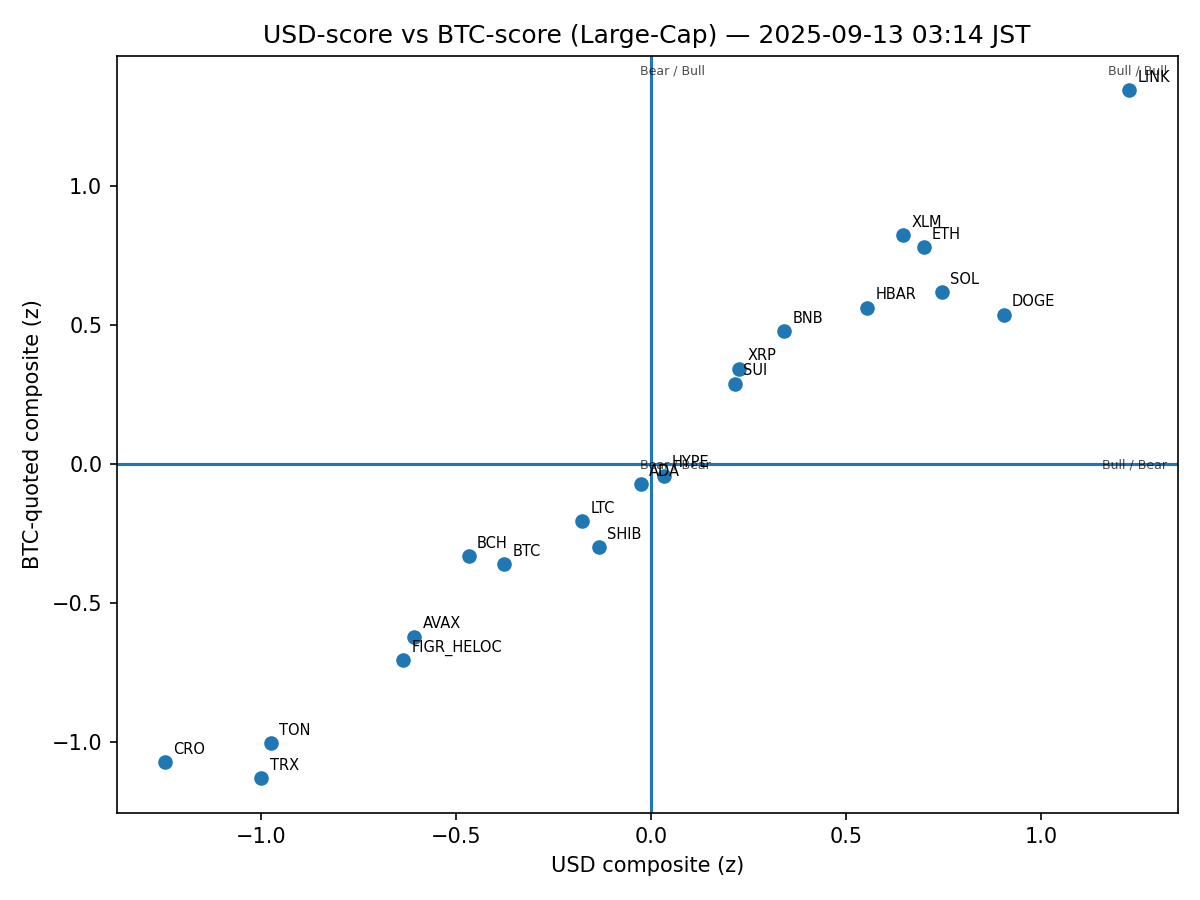 USD-score vs BTC-score (Large-Cap) — 2025-09-13 03:14 JST
Bear / Bull
Bull / Bull
LINK
1.0
XLM
ETH
SOL
HBAR
DOGE
0.5
BNB
XRP
SUI
0.0
Bear / Bear
HYPE
Bull / Bear
ADA
LTC
SHIB
BCH
BTC
−0.5
AVAX
FIGR_HELOC
−1.0
TON
CRO
TRX
−1.0
−0.5
0.0
0.5
1.0
USD composite (z)
BTC-quoted composite (z)